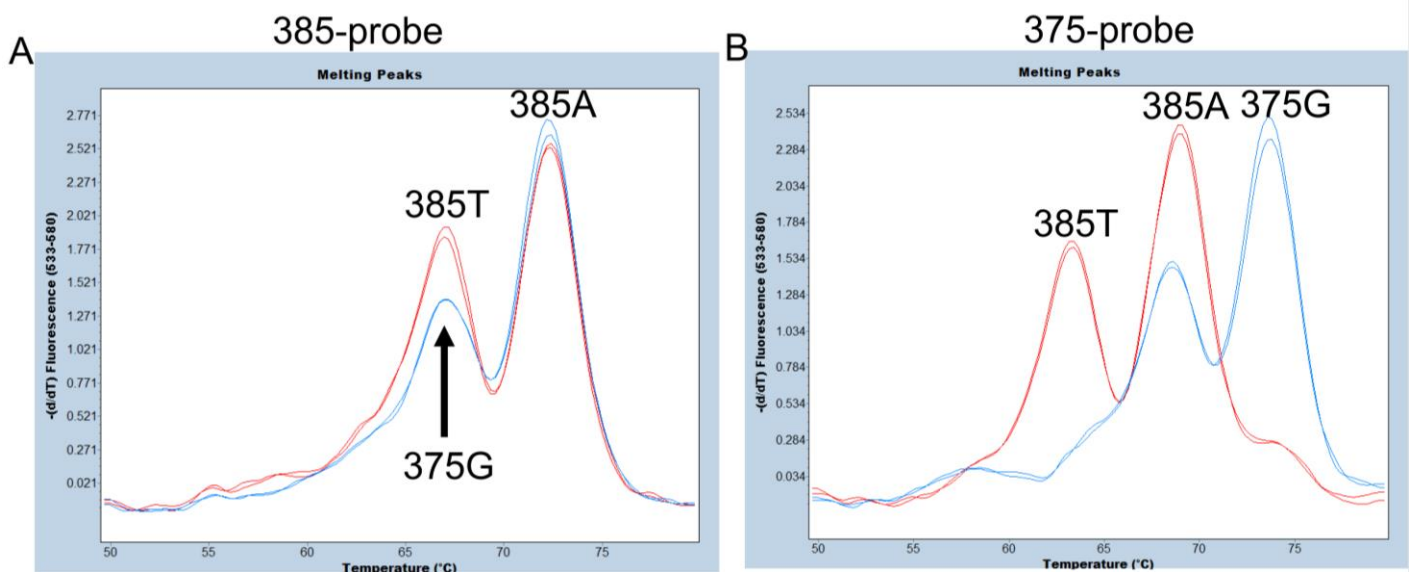 A
385-probe
Melting Peaks
385A
385T
375G
-(d/dT) Fluorescence (533-580)
2.771
2.521
2.271
2.021
1.771
1.521
1.271
1.021
0.771
0.521
0.271
0.021
50 55 60 65 70 75
Temperature (°C)
B
375-probe
Melting Peaks
385A 375G
385T
-(d/dT) Fluorescence (533-580)
2.534
2.284
2.034
1.784
1.534
1.284
1.034
0.784
0.534
0.284
0.034
50 55 60 65 70 75
Temperature (°C)